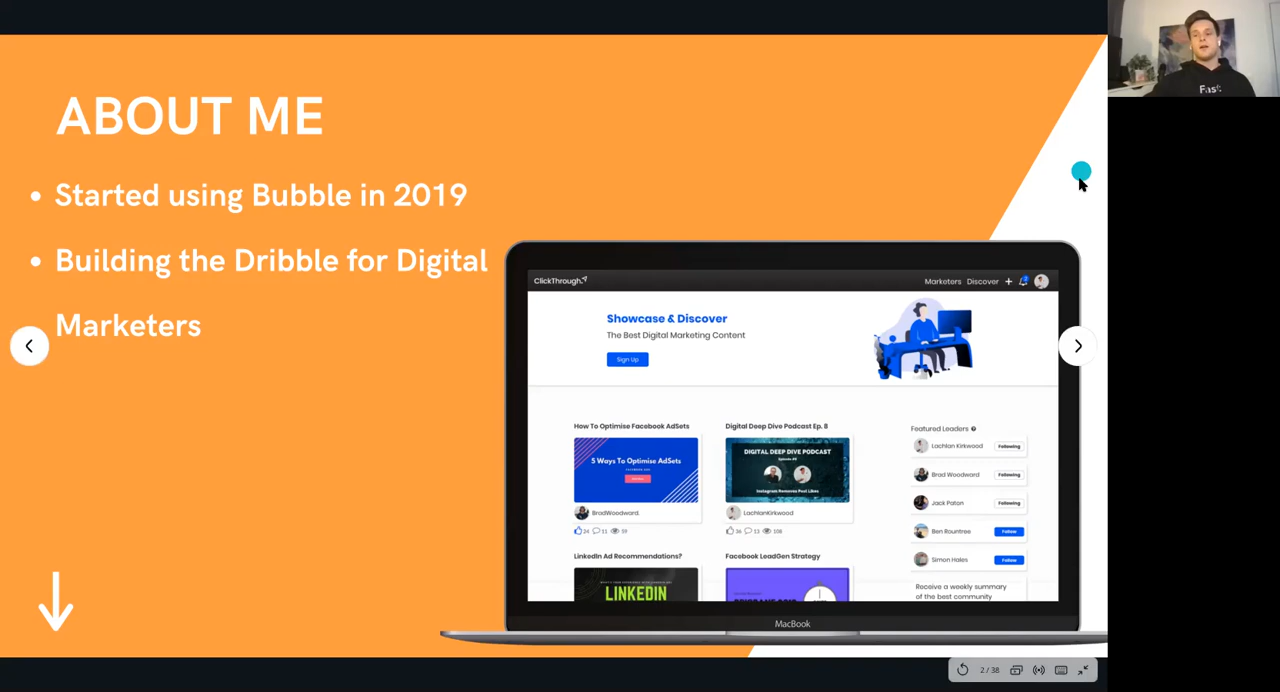 ABOUT ME
Started using Bubble in 2019
Building the Dribble for Digital
Marketers
ClickThrough
Marketers Discover
Showcase & Discover
The Best Digital Marketing Content
Sign Up
How To Optimise Facebook AdSets
Digital Deep Dive Podcast Ep. 8
Featured Leaders
5 Ways To Optimise AdSets
DIGITAL DEEP DIVE PODCAST
Instagram Removes Post Likes
Lachlan Kirkwood Following
Brad Woodward Following
Jack Paton Following
Ben Rountree Follow
Simon Hales Follow
BradWoodward
LachlanKirkwood
24 11 59
36 13 108
LinkedIn Ad Recommendations?
Facebook LeadGen Strategy
LINKEDIN
Receive a weekly summary
of the best community
MacBook
2 / 38
Fast.